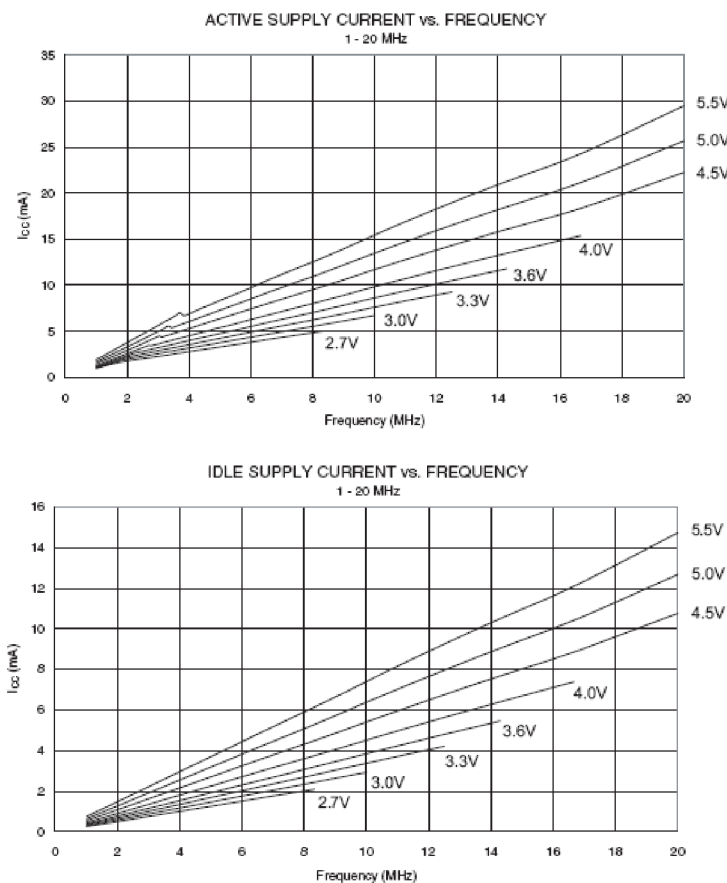 ACTIVE SUPPLY CURRENT vs. FREQUENCY
1 - 20 MHz
35
30
25
20
15
10
5
0
ICC (mA)
5.5V
5.0V
4.5V
4.0V
3.6V
3.3V
3.0V
2.7V
0 2 4 6 8 10 12 14 16 18 20
Frequency (MHz)
IDLE SUPPLY CURRENT vs. FREQUENCY
1 - 20 MHz
16
14
12
10
8
6
4
2
0
ICC (mA)
5.5V
5.0V
4.5V
4.0V
3.6V
3.3V
3.0V
2.7V
0 2 4 6 8 10 12 14 16 18 20
Frequency (MHz)